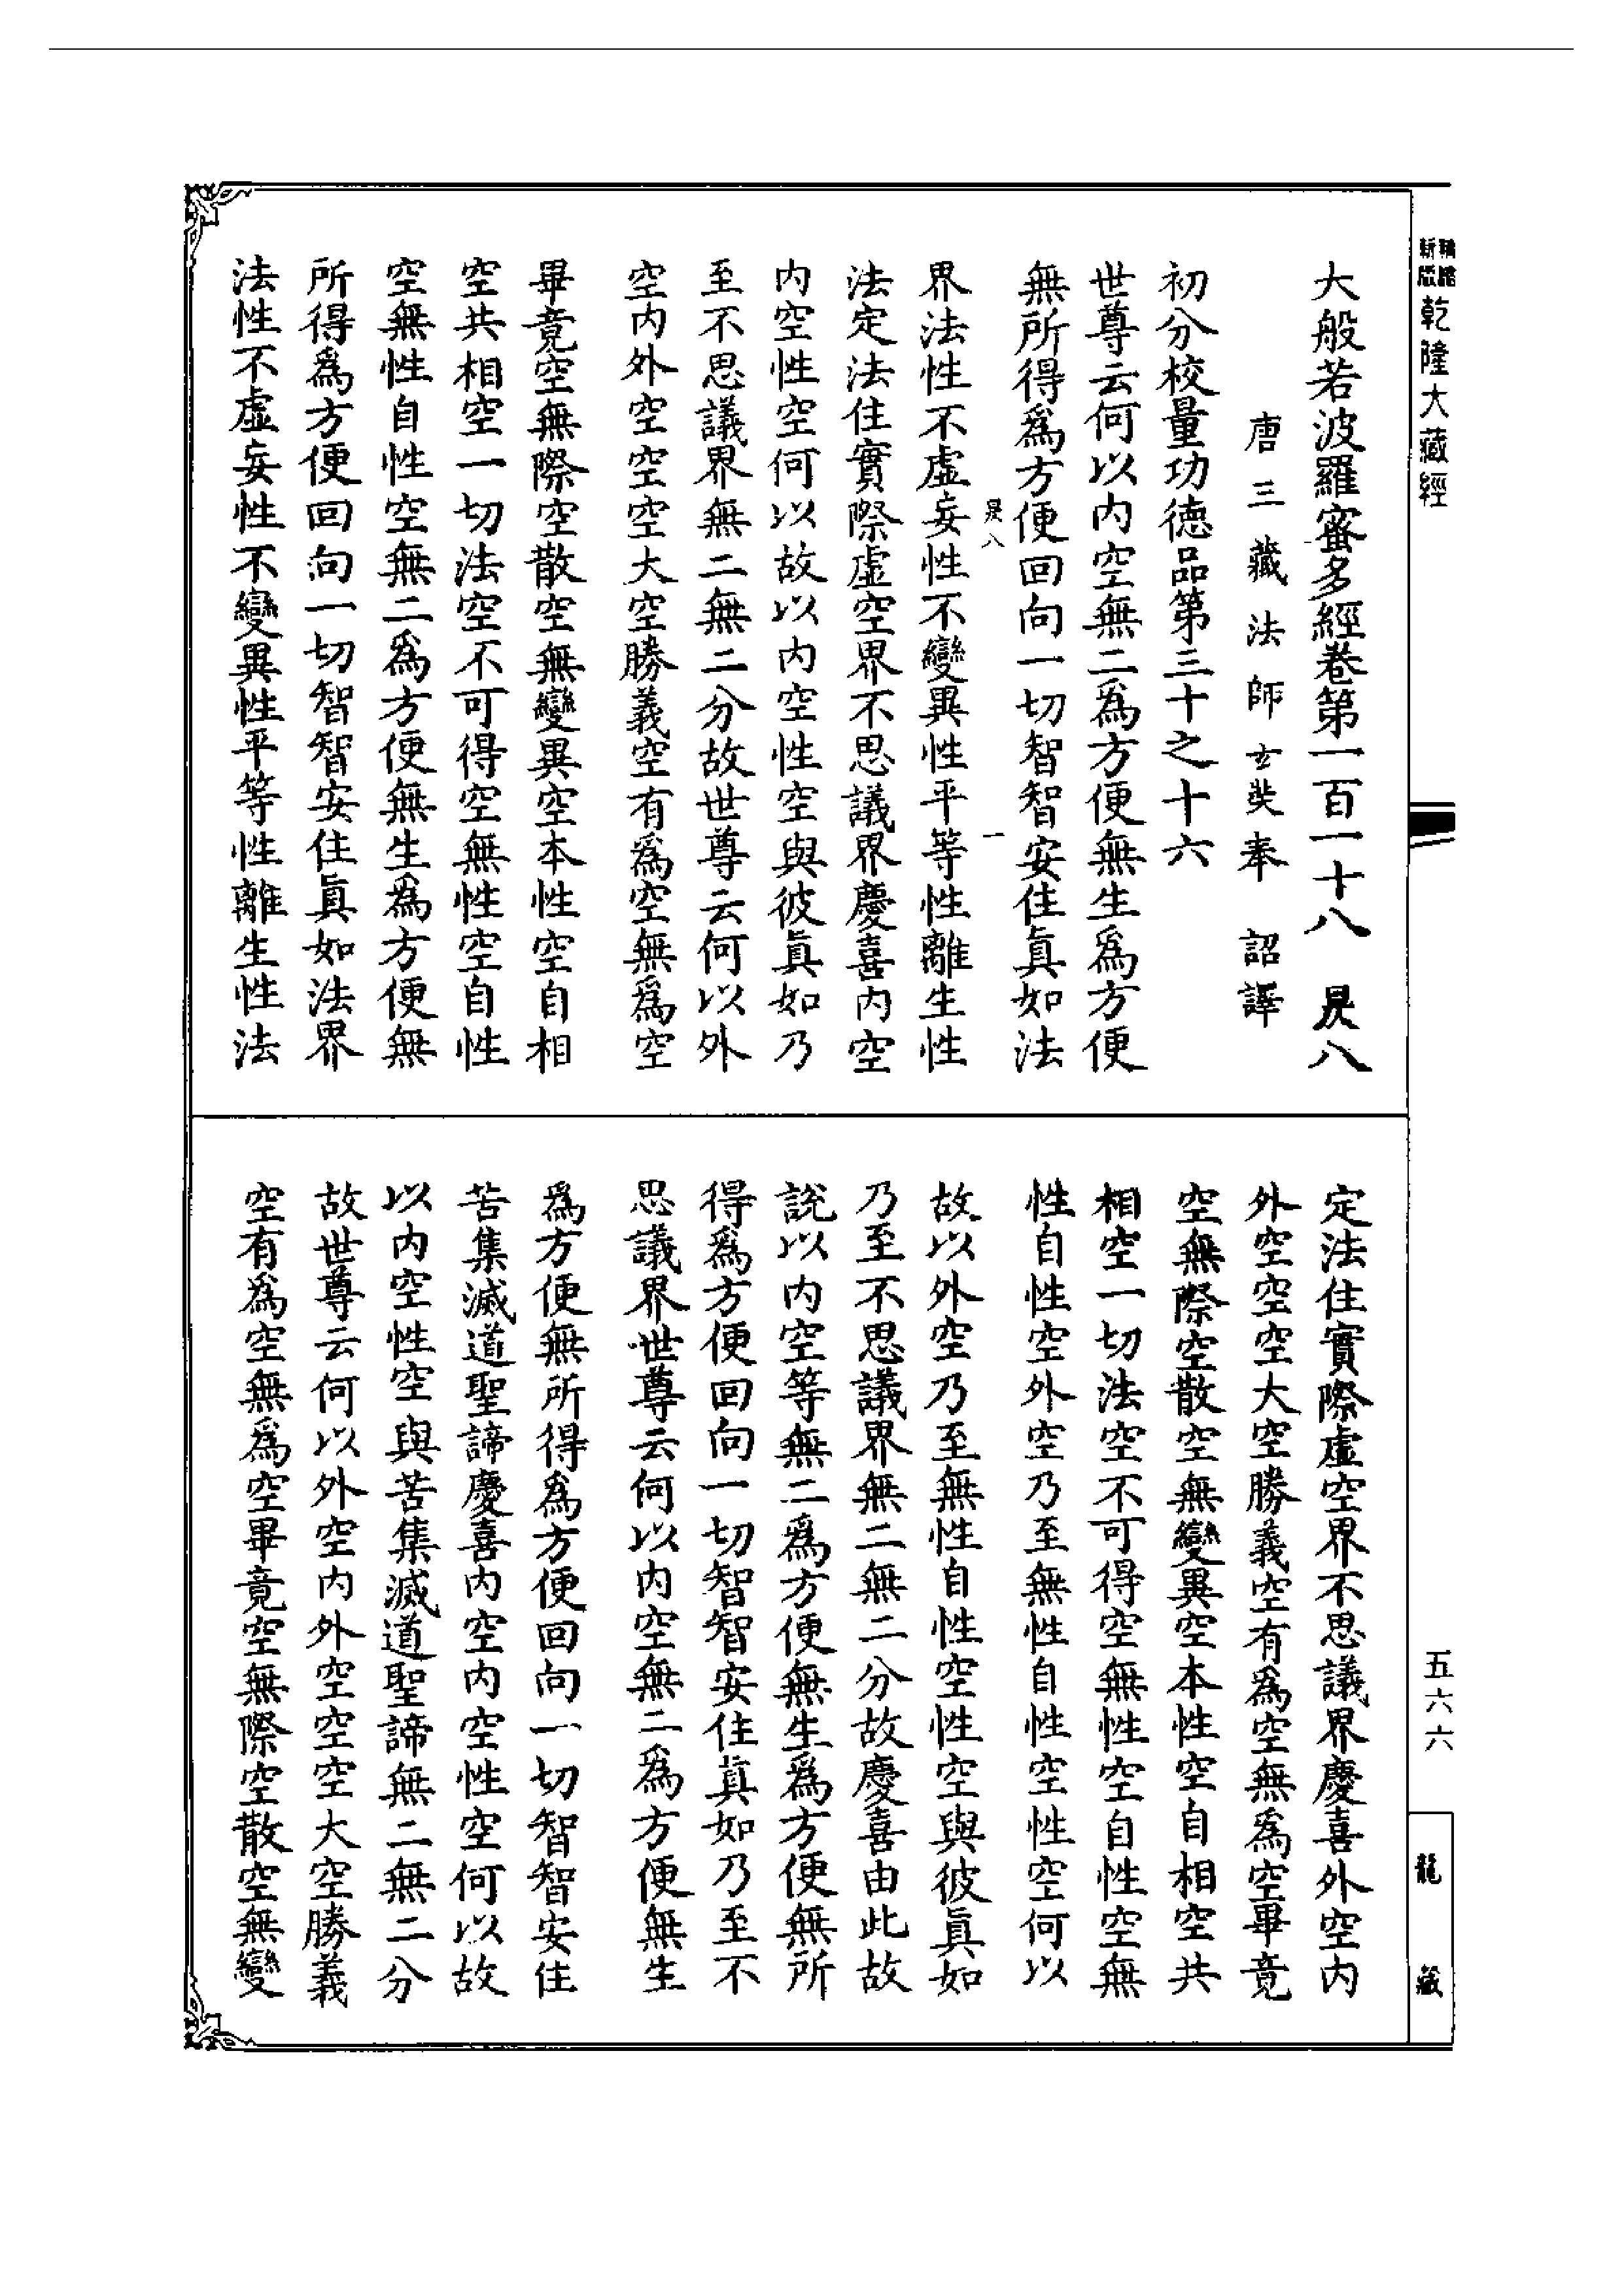 乾隆大藏經
大般若波羅蜜多經卷第一百一十八　昃八
唐三藏法師玄奘奉　詔譯
初分校量功德品第三十之十六
世尊云何以内空無二爲方便無生爲方便
無所得爲方便回向一切智智安住真如法
昃八　一
界法性不虛妄性不變異性平等性離生性
法定法住實際虛空界不思議界慶喜内空
内空性空何以故以内空性空與彼眞如乃
至不思議界無二無二分故世尊云何以外
空内外空空空大空勝義空有爲空無爲空
畢竟空無際空散空無變異空本性空自相
空共相空一切法空不可得空無性空自性
空無性自性空無二爲方便無生爲方便無
所得爲方便回向一切智智安住眞如法界
法性不虛妄性不變異性平等性離生性法
定法住實際虛空界不思議界慶喜外空内
外空空空大空勝義空有爲空無爲空畢竟
空無際空散空無變異空本性空自相空共
相空一切法空不可得空無性空自性空無
性自性空外空乃至無性自性空性空何以
故以外空乃至無性自性空性空與彼眞如
乃至不思議界無二無二分故慶喜由此故
說以内空等無二爲方便無生爲方便無所
得爲方便回向一切智智安住眞如乃至不
思議界世尊云何以内空無二爲方便無生
爲方便無所得爲方便回向一切智智安住
苦集滅道聖諦慶喜内空内空性空何以故
以内空性空與苦集滅道聖諦無二無二分
故世尊云何以外空内外空空空大空勝義
空有爲空無爲空畢竟空無際空散空無變
五六六
龍藏